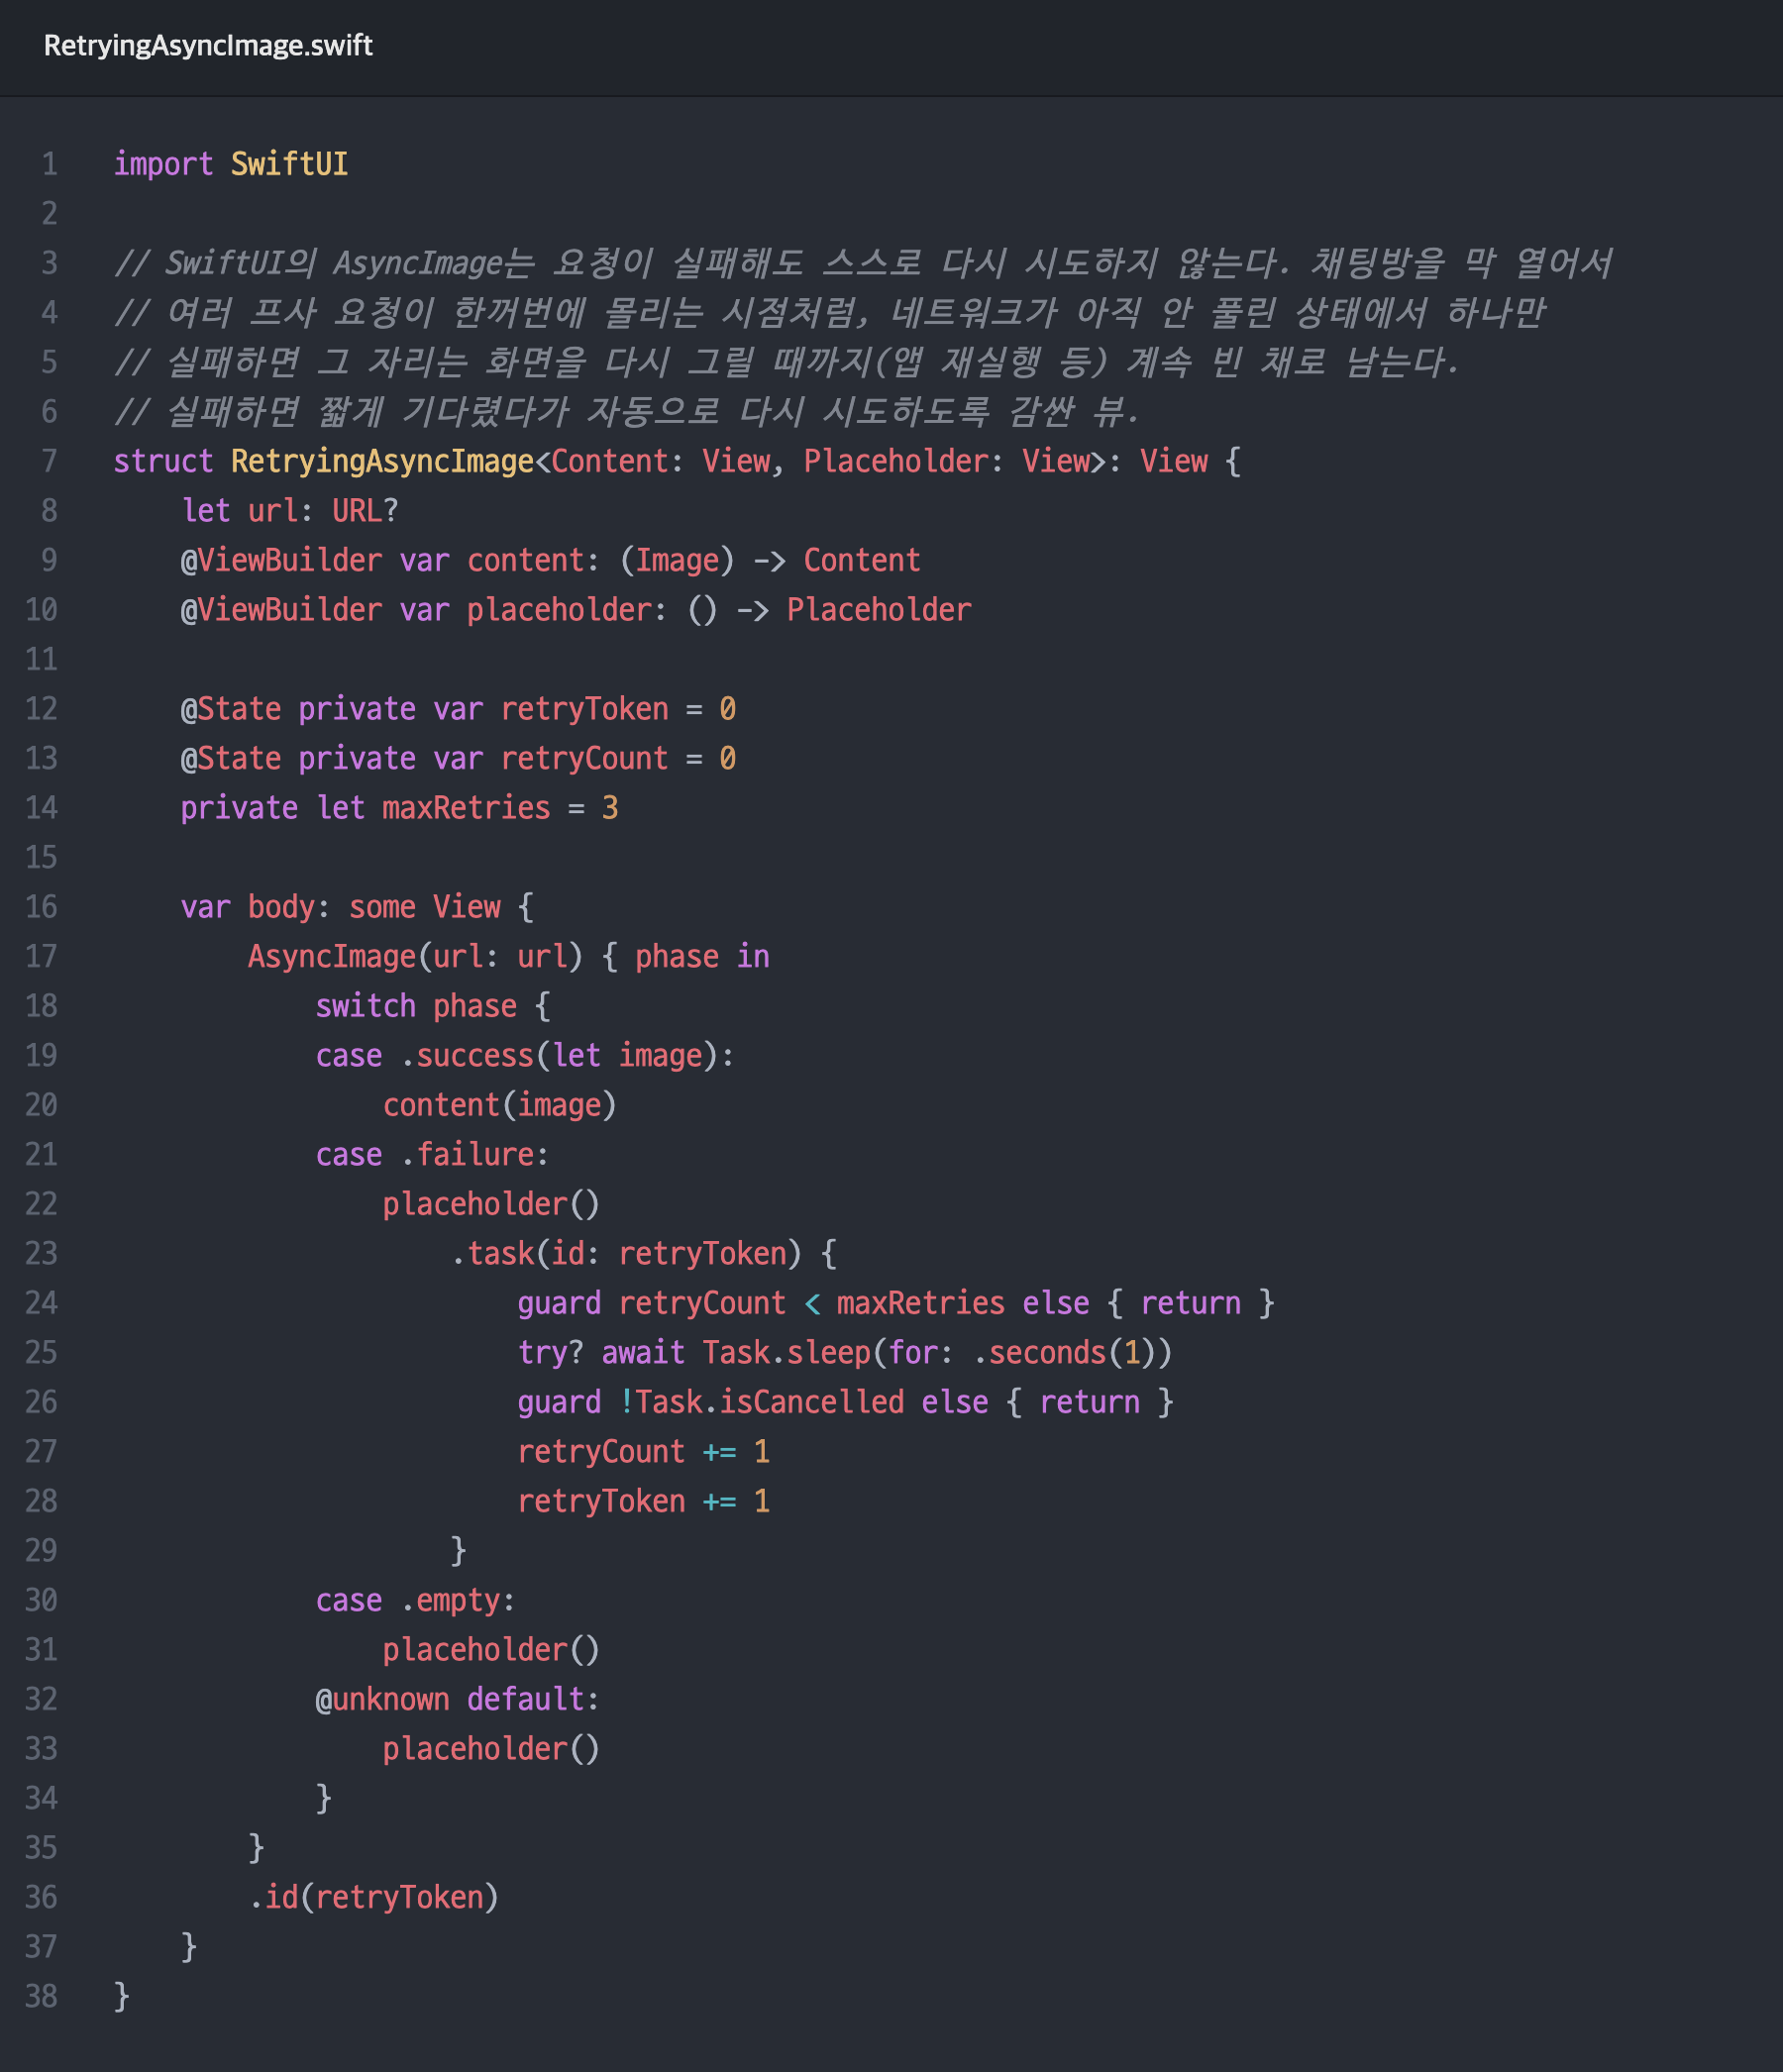 RetryingAsyncImage.swift
1 import SwiftUI
2
3 // SwiftUI의 AsyncImage는 요청이 실패해도 스스로 다시 시도하지 않는다. 채팅방을 막 열어서
4 // 여러 프사 요청이 한꺼번에 몰리는 시점처럼, 네트워크가 아직 안 풀린 상태에서 하나만
5 // 실패하면 그 자리는 화면을 다시 그릴 때까지(앱 재실행 등) 계속 빈 채로 남는다.
6 // 실패하면 짧게 기다렸다가 자동으로 다시 시도하도록 감싼 뷰.
7 struct RetryingAsyncImage<Content: View, Placeholder: View>: View {
8     let url: URL?
9     @ViewBuilder var content: (Image) -> Content
10     @ViewBuilder var placeholder: () -> Placeholder
11
12     @State private var retryToken = 0
13     @State private var retryCount = 0
14     private let maxRetries = 3
15
16     var body: some View {
17         AsyncImage(url: url) { phase in
18             switch phase {
19             case .success(let image):
20                 content(image)
21             case .failure:
22                 placeholder()
23                     .task(id: retryToken) {
24                         guard retryCount < maxRetries else { return }
25                         try? await Task.sleep(for: .seconds(1))
26                         guard !Task.isCancelled else { return }
27                         retryCount += 1
28                         retryToken += 1
29                     }
30             case .empty:
31                 placeholder()
32             @unknown default:
33                 placeholder()
34             }
35         }
36         .id(retryToken)
37     }
38 }